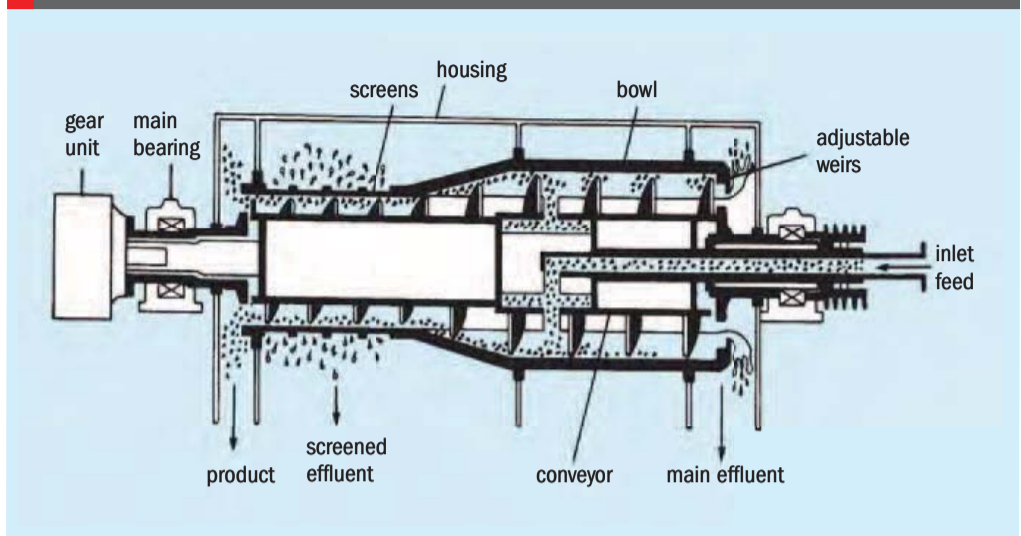 housing
screens
bowl
gear
unit
main
bearing
adjustable
weirs
inlet
feed
screened
effluent
product
conveyor
main effluent